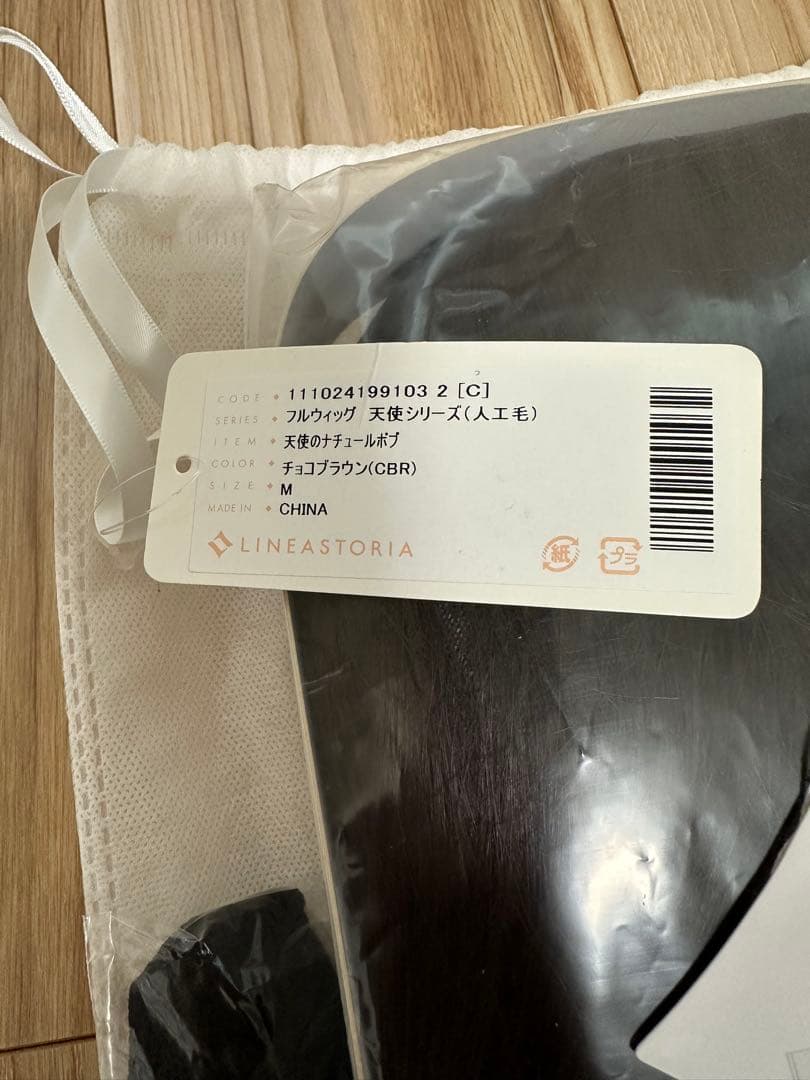 CODE ◆ 111024199103 2 [C]
SERIES ◆ フルウィッグ 天使シリーズ(人工毛)
ITEM ◆ 天使のナチュールボブ
COLOR ◆ チョコブラウン(CBR)
SIZE ◆ M
MADE IN ◆ CHINA
LINEASTORIA
紙 プラ